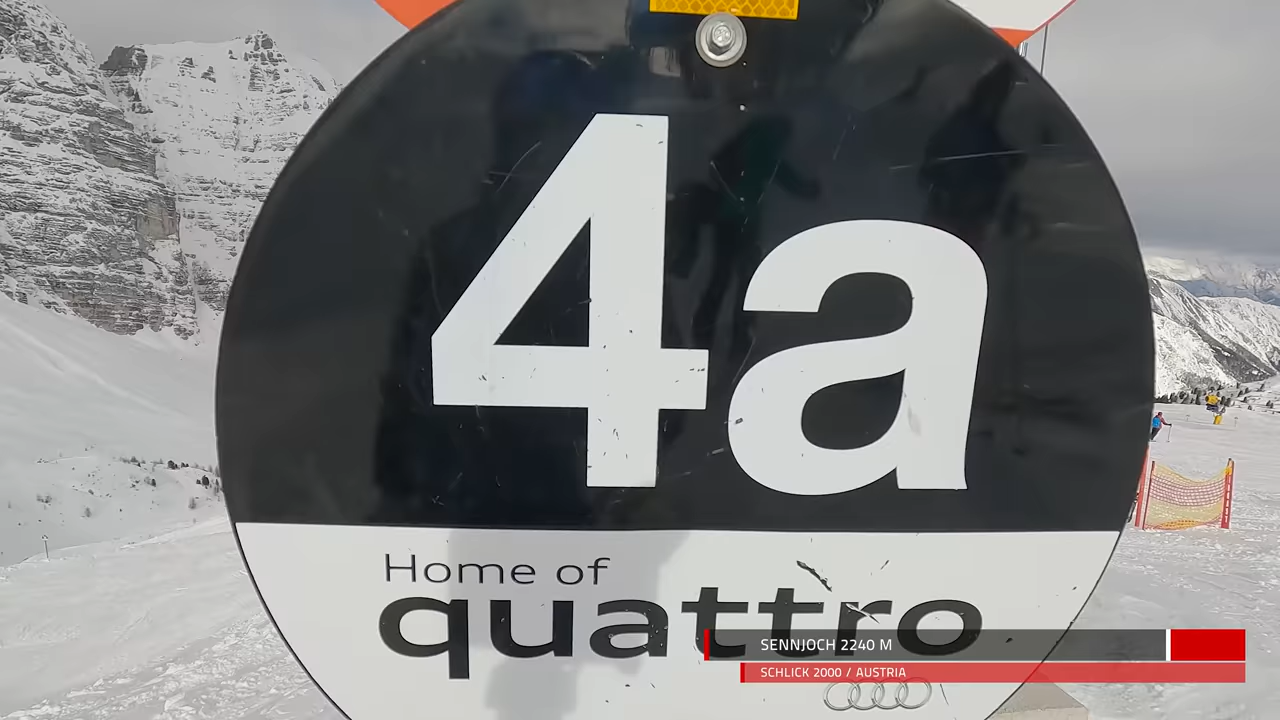 4a
Home of
quattro
SENNJOCH 2240 M
SCHLICK 2000 / AUSTRIA